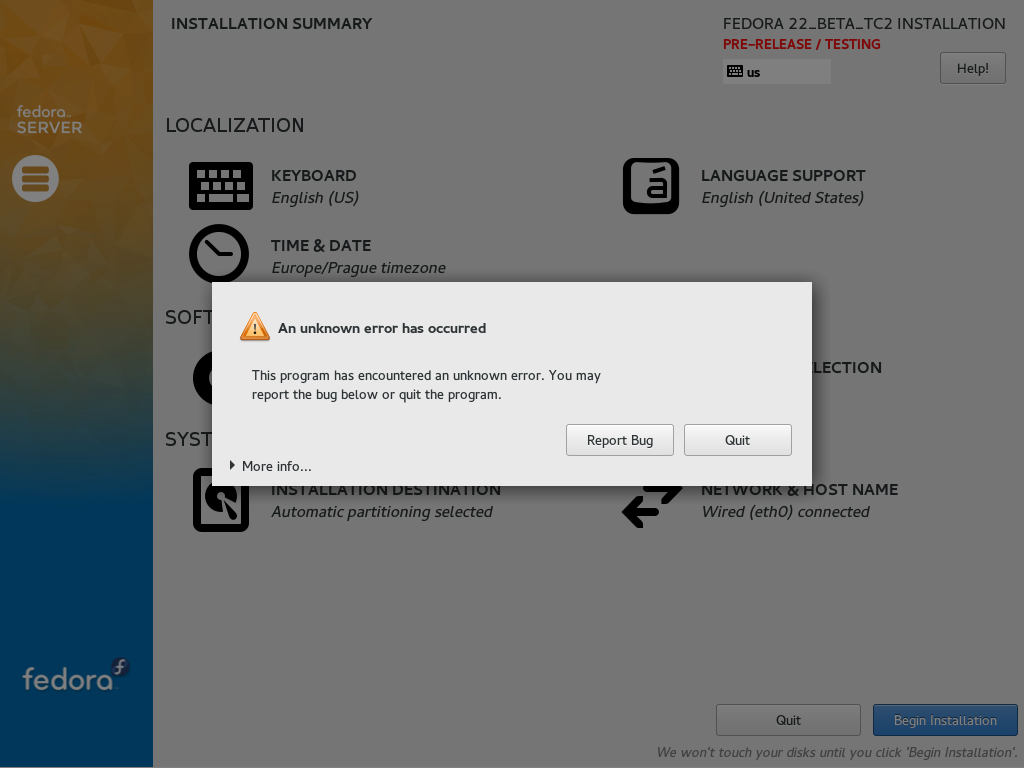 INSTALLATION SUMMARY
FEDORA 22_BETA_TC2 INSTALLATION
PRE-RELEASE / TESTING
us
Help!
fedora
SERVER
LOCALIZATION
KEYBOARD
English (US)
LANGUAGE SUPPORT
English (United States)
TIME & DATE
Europe/Prague timezone
SOFT
LECTION
An unknown error has occurred
This program has encountered an unknown error. You may
report the bug below or quit the program.
Report Bug
Quit
More info...
SYST
INSTALLATION DESTINATION
Automatic partitioning selected
NETWORK & HOST NAME
Wired (eth0) connected
fedora
Quit
Begin Installation
We won't touch your disks until you click 'Begin Installation'.